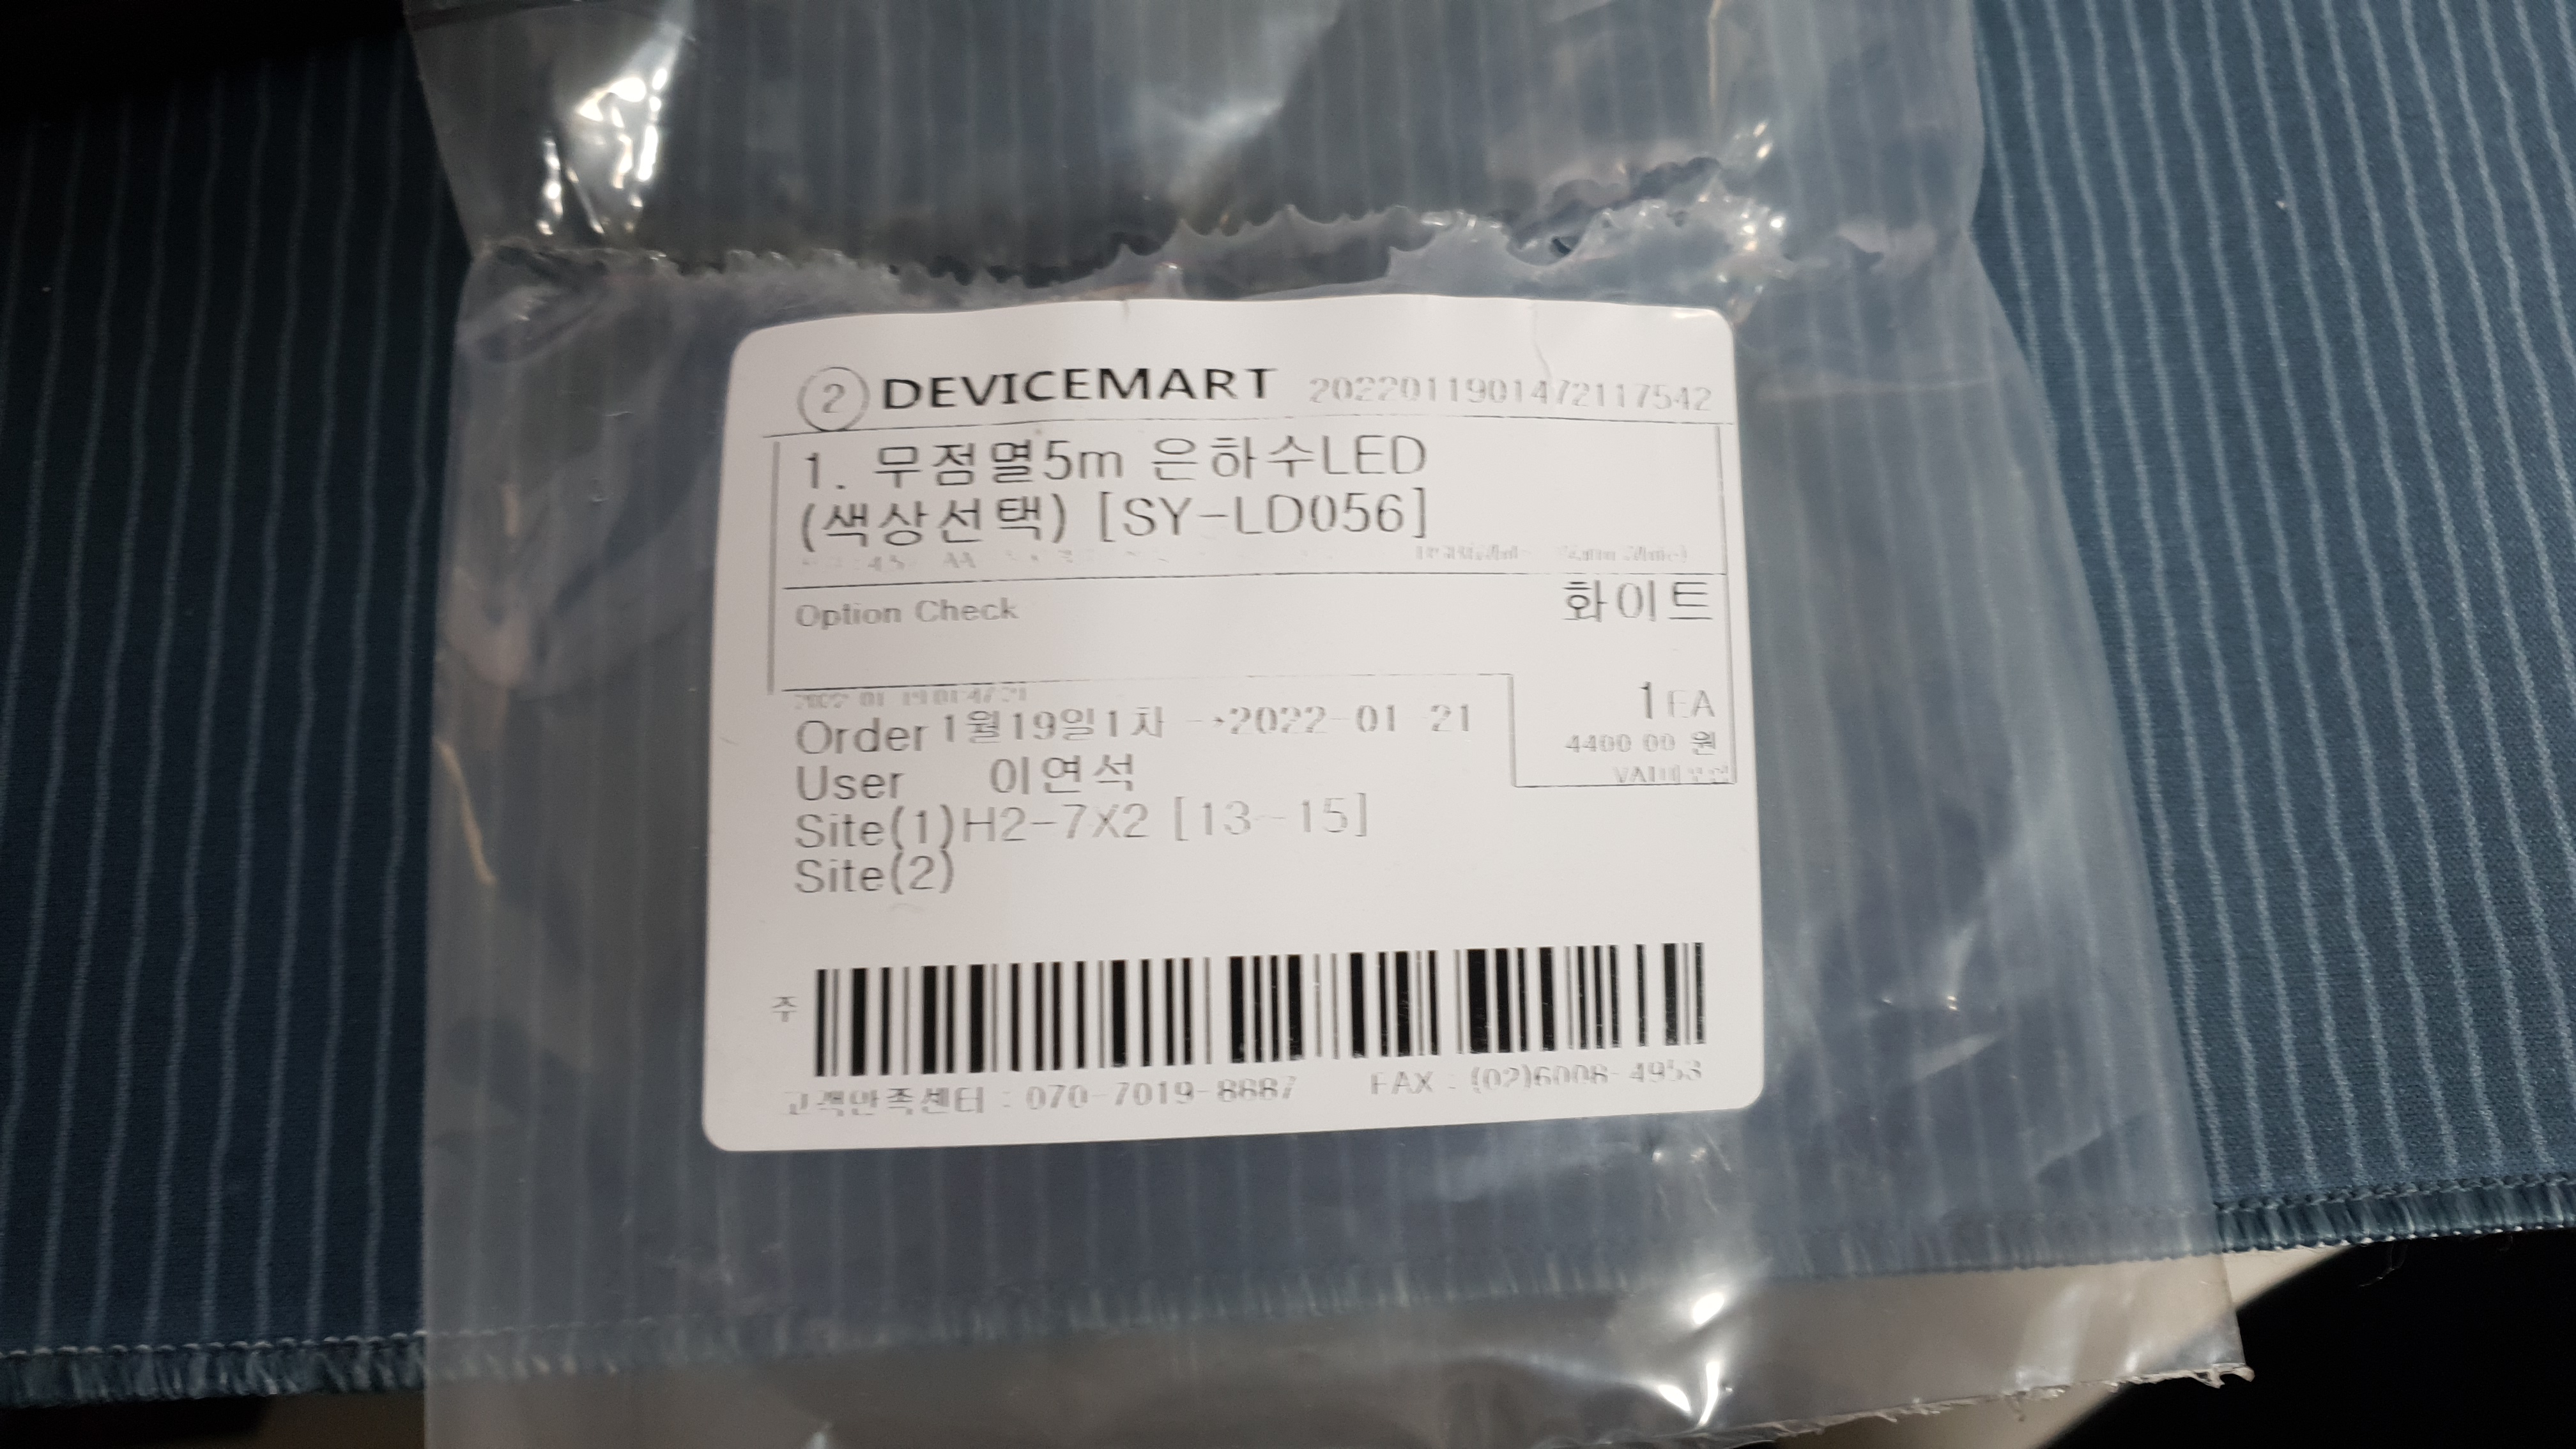 2 DEVICEMART 2022011901472117542
1. 무점멸5m 은하수LED
(색상선택) [SY-LD056]
Option Check 화이트
1EA
Order 1월19일1차 →2022-01-21
4400.00 원
User 이연석
Site(1)H2-7X2 [13--15]
Site(2)
주
고객만족센터 : 070-7019-8887 FAX : (02)6008-4953